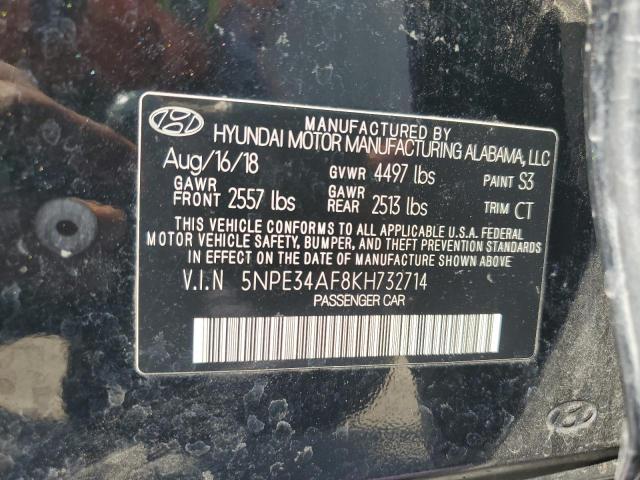 MANUFACTURED BY
HYUNDAI MOTOR MANUFACTURING ALABAMA, LLC
Aug/16/18 GVWR 4497 lbs PAINT S3
GAWR FRONT 2557 lbs GAWR REAR 2513 lbs TRIM CT
THIS VEHICLE CONFORMS TO ALL APPLICABLE U.S.A. FEDERAL
MOTOR VEHICLE SAFETY, BUMPER, AND THEFT PREVENTION STANDARDS
IN EFFECT ON THE DATE OF MANUFACTURE SHOWN ABOVE
V.I.N 5NPE34AF8KH732714
PASSENGER CAR